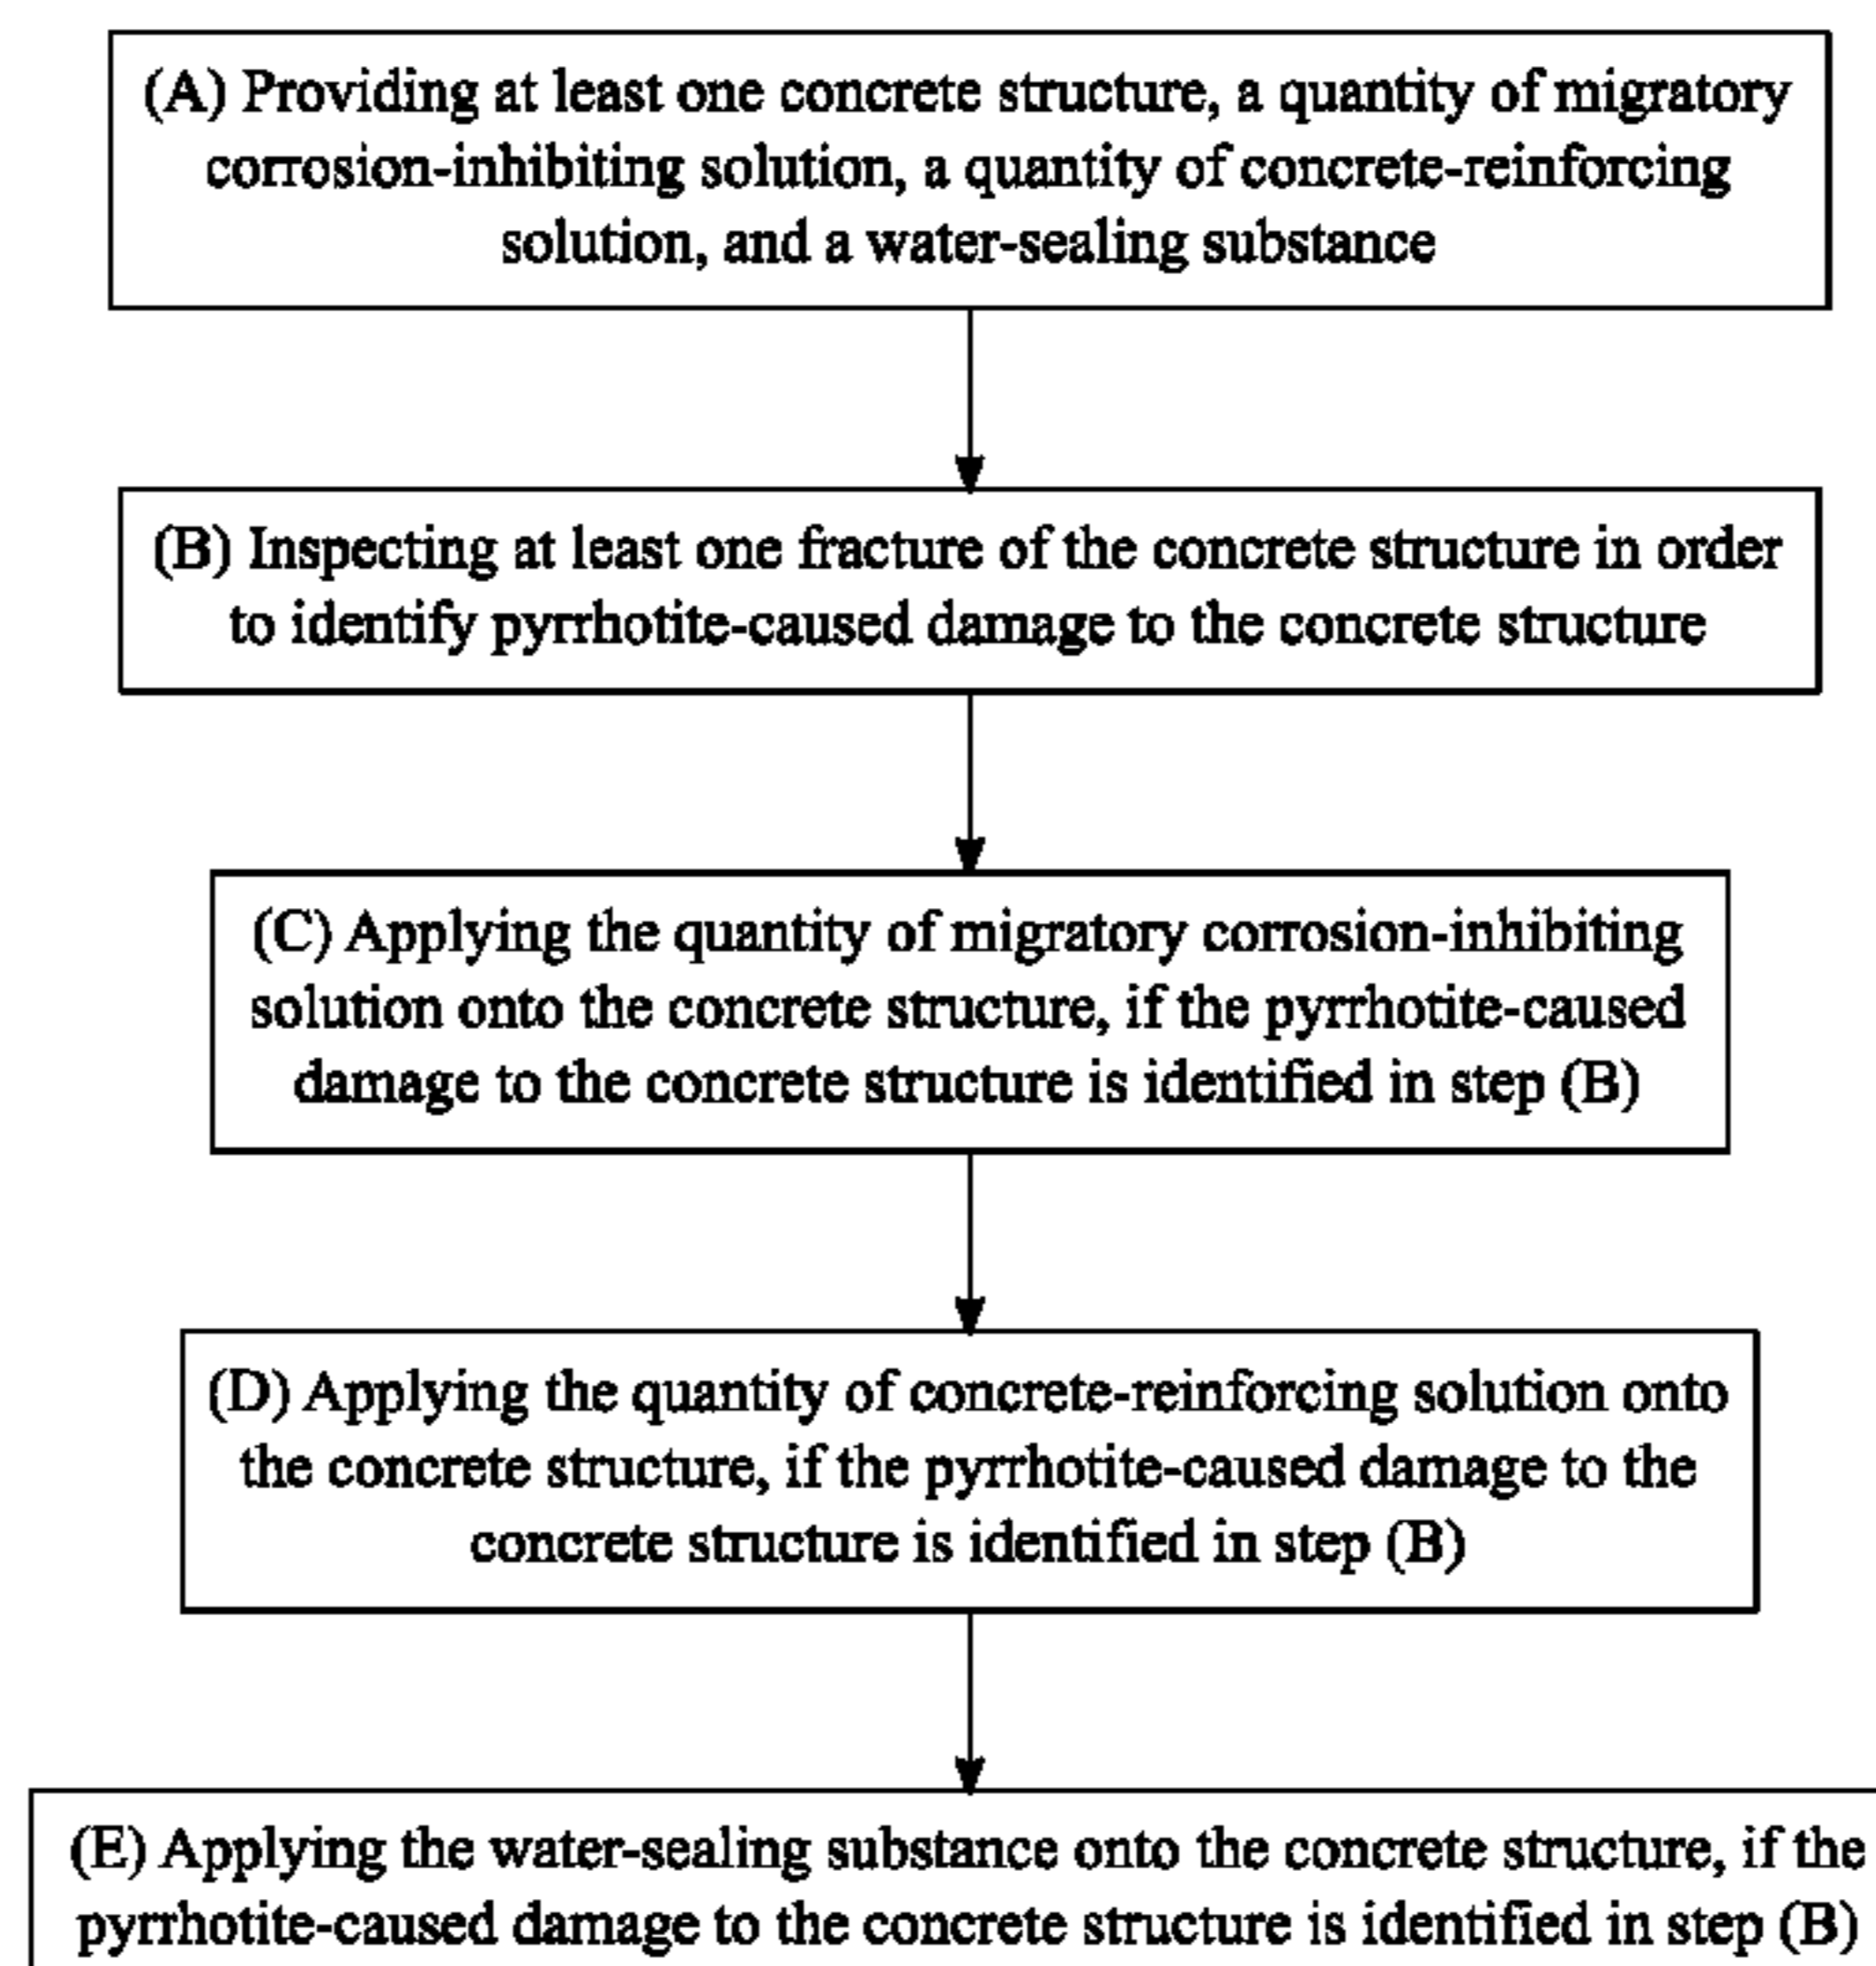 (A) Providing at least one concrete structure, a quantity of migratory
corrosion-inhibiting solution, a quantity of concrete-reinforcing
solution, and a water-sealing substance
(B) Inspecting at least one fracture of the concrete structure in order
to identify pyrrhotite-caused damage to the concrete structure
(C) Applying the quantity of migratory corrosion-inhibiting
solution onto the concrete structure, if the pyrrhotite-caused
damage to the concrete structure is identified in step (B)
(D) Applying the quantity of concrete-reinforcing solution onto
the concrete structure, if the pyrrhotite-caused damage to the
concrete structure is identified in step (B)
(E) Applying the water-sealing substance onto the concrete structure, if the
pyrrhotite-caused damage to the concrete structure is identified in step (B)